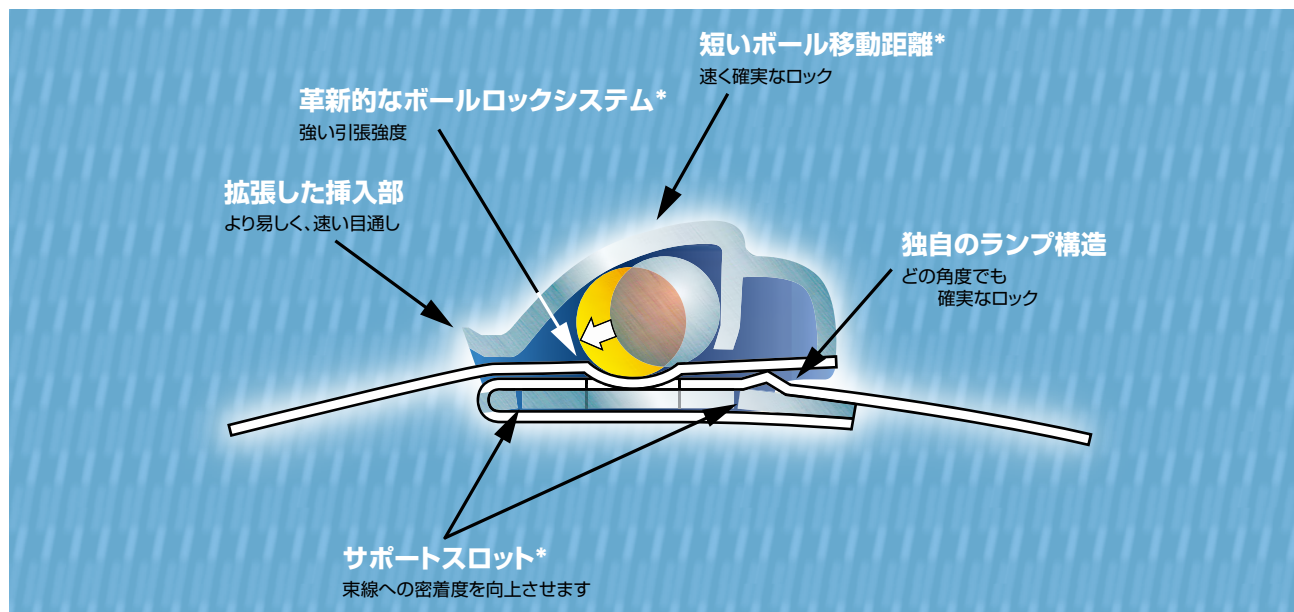 短いボール移動距離*
速く確実なロック
革新的なボールロックシステム*
強い引張強度
拡張した挿入部
より易しく、速い目通し
独自のランプ構造
どの角度でも
確実なロック
サポートスロット*
束線への密着度を向上させます